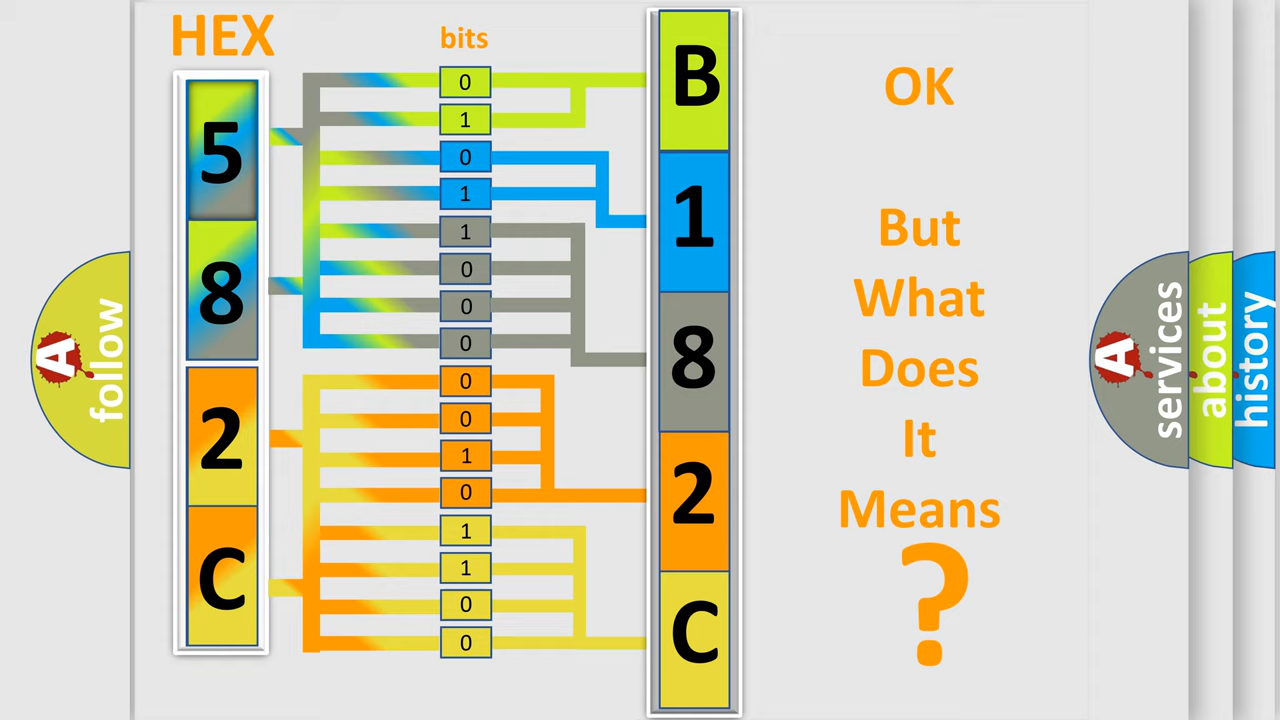 HEX
bits
5
8
2
C
0
1
0
1
1
0
0
0
0
0
1
0
1
1
0
0
B
1
8
2
C
OK
But
What
Does
It
Means
?
A
follow
A
services
about
history